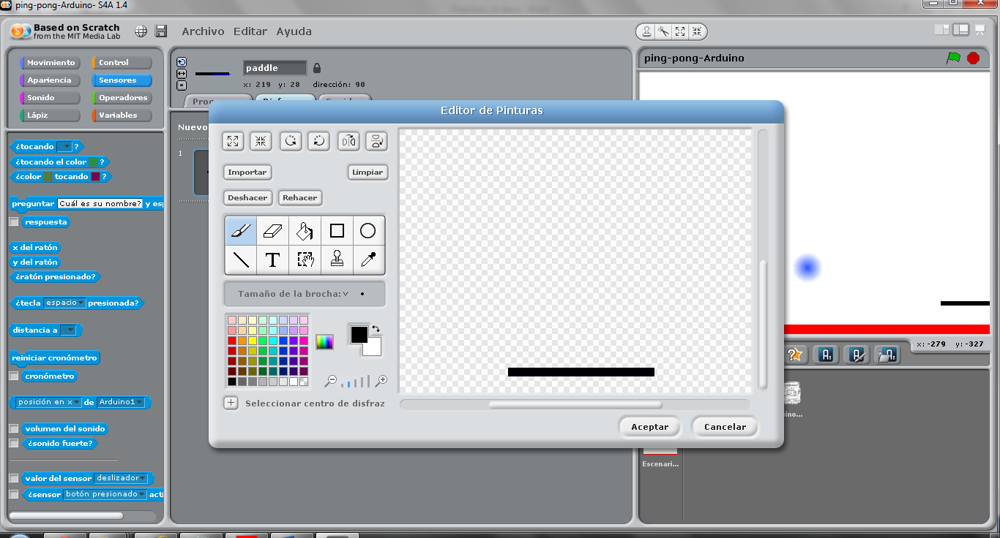 ping-pong-Arduino- S4A 1.4
Based on Scratch
from the MIT Media Lab
Archivo Editar Ayuda
Movimiento Control
Apariencia Sensores
Sonido Operadores
Lápiz Variables
paddle
x: 219 y: 28 dirección: 90
ping-pong-Arduino
Nuevo
1
Editor de Pinturas
Importar Limpiar
Deshacer Rehacer
T
Tamaño de la brocha:
Seleccionar centro de disfraz
Aceptar Cancelar
¿tocando ?
¿tocando el color ?
¿color tocando ?
preguntar Cuál es su nombre? y esp
respuesta
x del ratón
y del ratón
¿ratón presionado?
¿tecla espacio presionada?
distancia a
reiniciar cronómetro
cronómetro
posición en x de Arduino1
volumen del sonido
¿sonido fuerte?
valor del sensor deslizador
¿sensor botón presionado acti
x: -279 y: -327
ino...
Escenari...